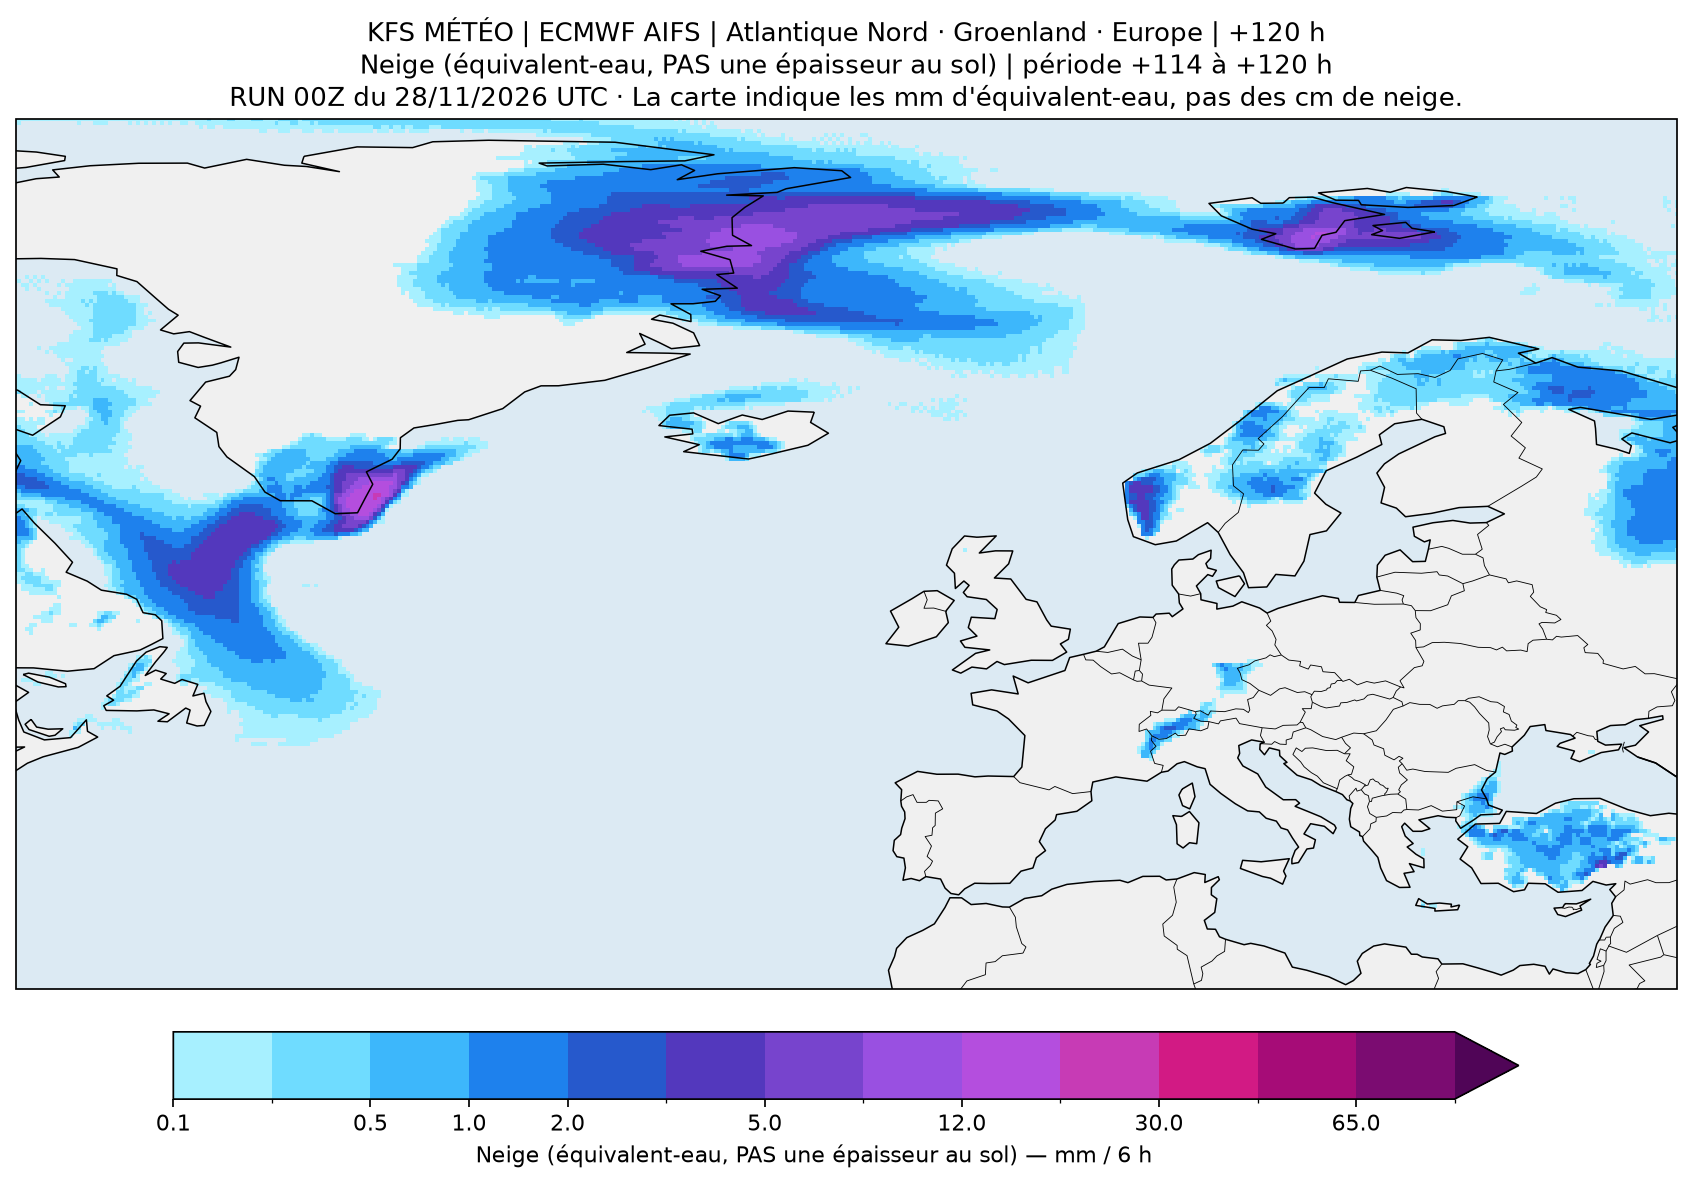 KFS MÉTÉO | ECMWF AIFS | Atlantique Nord · Groenland · Europe | +120 h
Neige (équivalent-eau, PAS une épaisseur au sol) | période +114 à +120 h
RUN 00Z du 28/11/2026 UTC · La carte indique les mm d'équivalent-eau, pas des cm de neige.
0.1 0.5 1.0 2.0 5.0 12.0 30.0 65.0
Neige (équivalent-eau, PAS une épaisseur au sol) — mm / 6 h